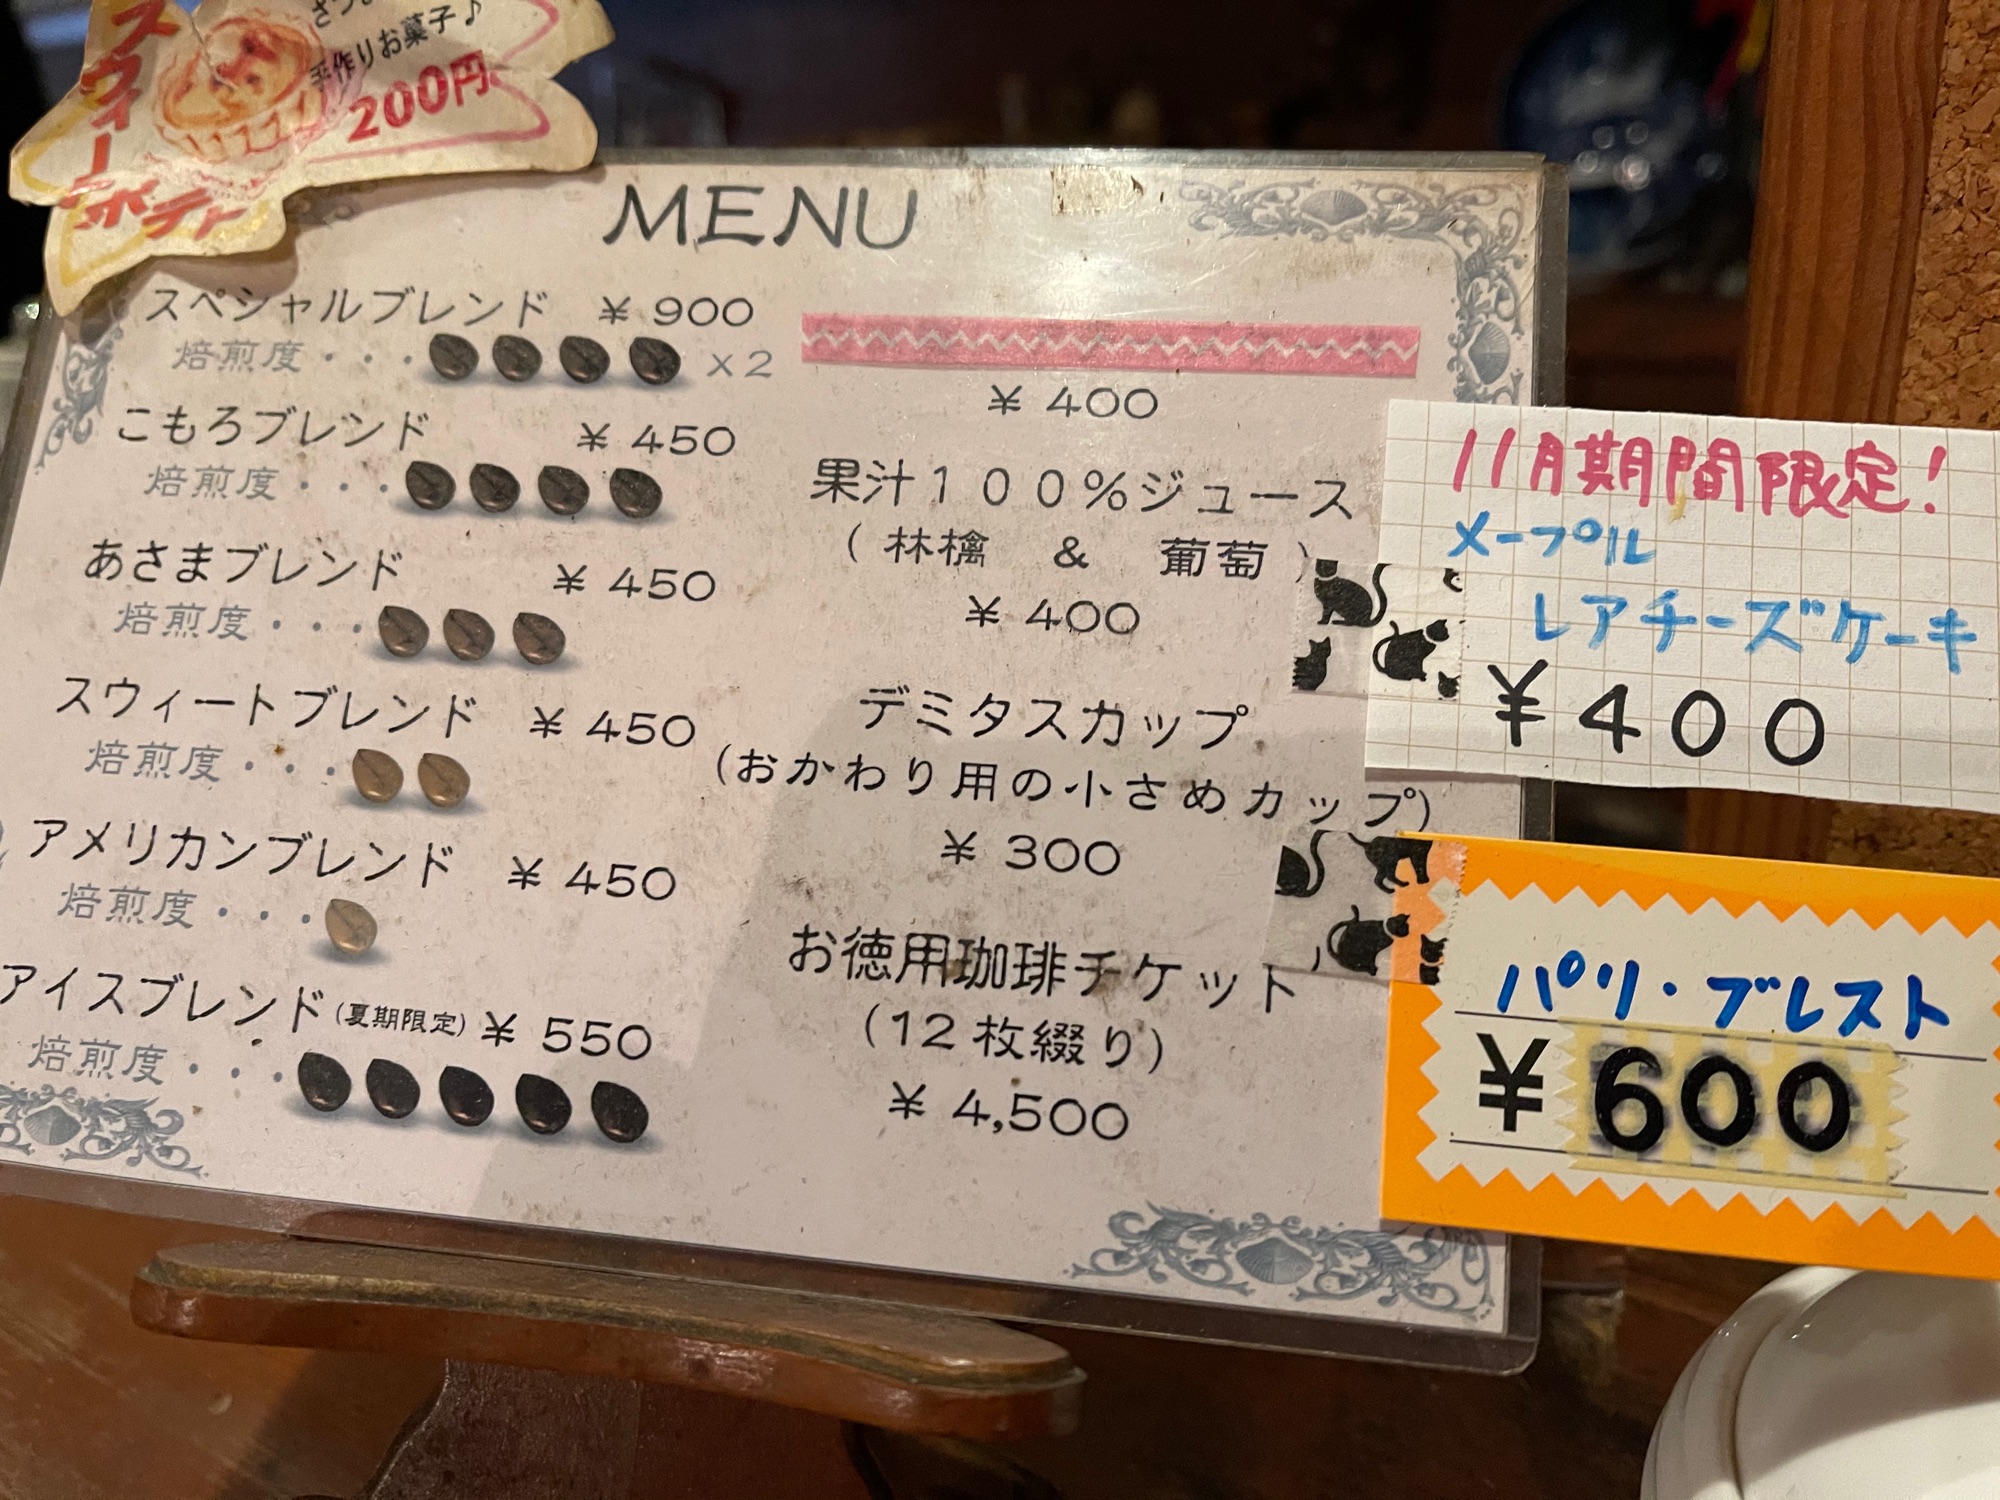 スウィートポテト
手作りお菓子♪
200円
MENU
スペシャルブレンド ¥900
焙煎度・・・ ×2
こもろブレンド ¥450
焙煎度・・・
あさまブレンド ¥450
焙煎度・・・
スウィートブレンド ¥450
焙煎度・・・
アメリカンブレンド ¥450
焙煎度・・・
アイスブレンド(夏期限定) ¥550
焙煎度・・・
¥400
果汁100%ジュース
(林檎 & 葡萄)
¥400
デミタスカップ
(おかわり用の小さめカップ)
¥300
お徳用珈琲チケット
(12枚綴り)
¥4,500
11月期間限定!
メープル
レアチーズケーキ
¥400
パリ・ブレスト
¥600